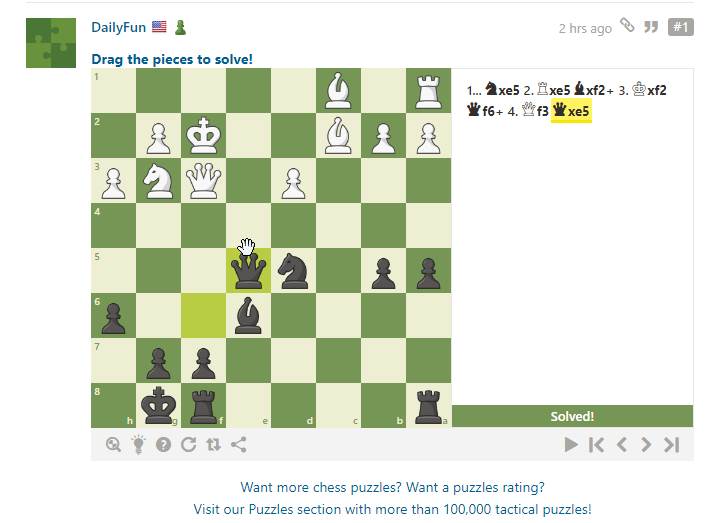 DailyFun
2 hrs ago
#1
Drag the pieces to solve!
1... ♞xe5 2. ♖xe5 ♝xf2+ 3. ♔xf2
♛f6+ 4. ♕f3 ♛xe5
1
2
3
4
5
6
7
8
h g f e d c b a
Solved!
Want more chess puzzles? Want a puzzles rating?
Visit our Puzzles section with more than 100,000 tactical puzzles!